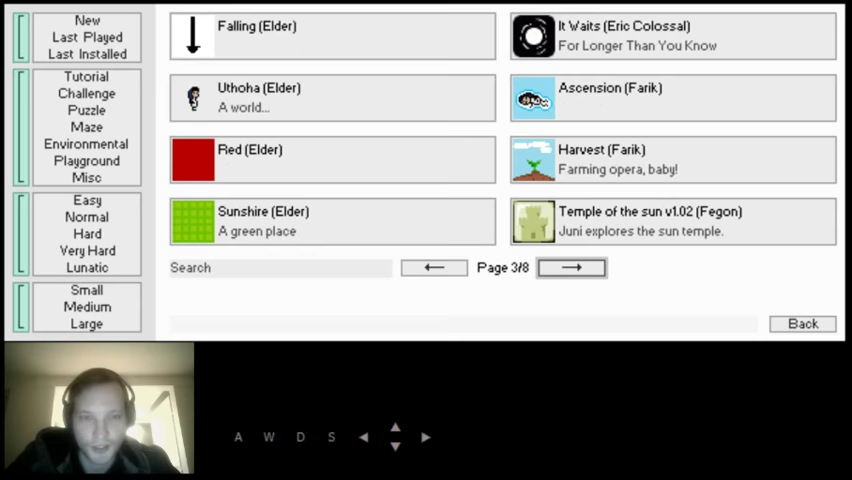 New
Last Played
Last Installed
Tutorial
Challenge
Puzzle
Maze
Environmental
Playground
Misc
Easy
Normal
Hard
Very Hard
Lunatic
Small
Medium
Large
Falling (Elder)
It Waits (Eric Colossal)
For Longer Than You Know
Uthoha (Elder)
A world...
Ascension (Farik)
Red (Elder)
Harvest (Farik)
Farming opera, baby!
Sunshire (Elder)
A green place
Temple of the sun v1.02 (Fegon)
Juni explores the sun temple.
Search
Page 3/8
Back
A W D S